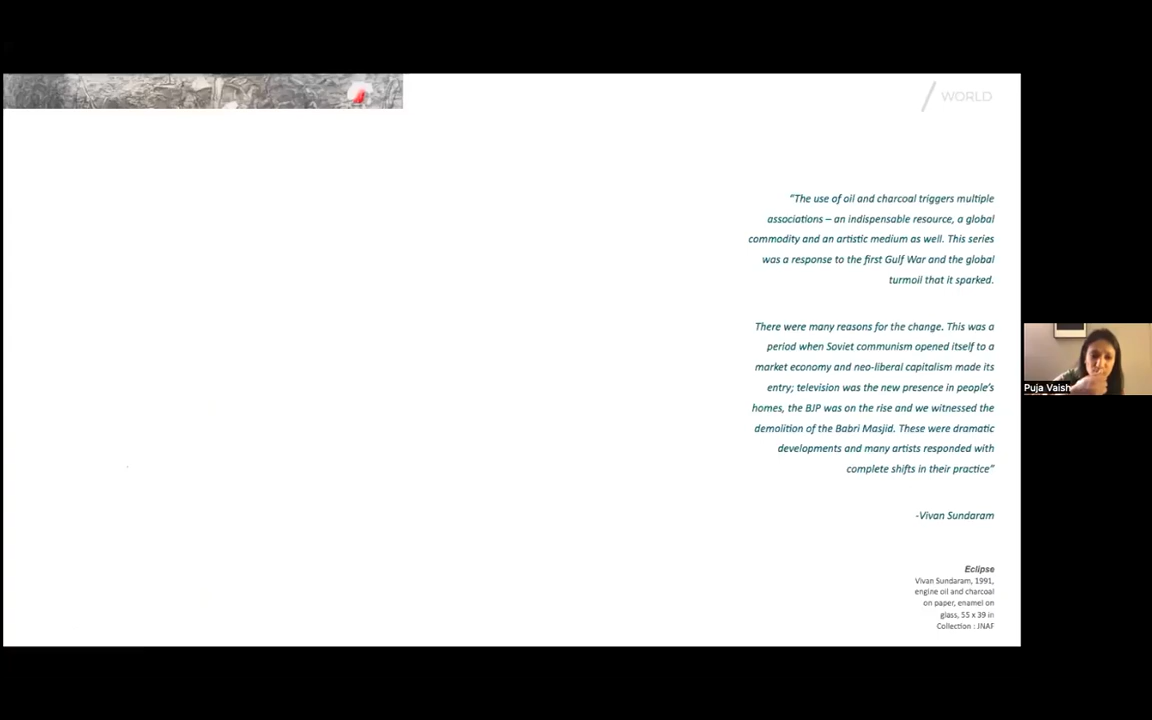 WORLD
“The use of oil and charcoal triggers multiple
associations – an indispensable resource, a global
commodity and an artistic medium as well. This series
was a response to the first Gulf War and the global
turmoil that it sparked.
There were many reasons for the change. This was a
period when Soviet communism opened itself to a
market economy and neo-liberal capitalism made its
entry; television was the new presence in people’s
homes, the BJP was on the rise and we witnessed the
demolition of the Babri Masjid. These were dramatic
developments and many artists responded with
complete shifts in their practice”
-Vivan Sundaram
Eclipse
Vivan Sundaram, 1991,
engine oil and charcoal
on paper, enamel on
glass, 55 x 39 in
Collection : JNAF
Puja Vaish